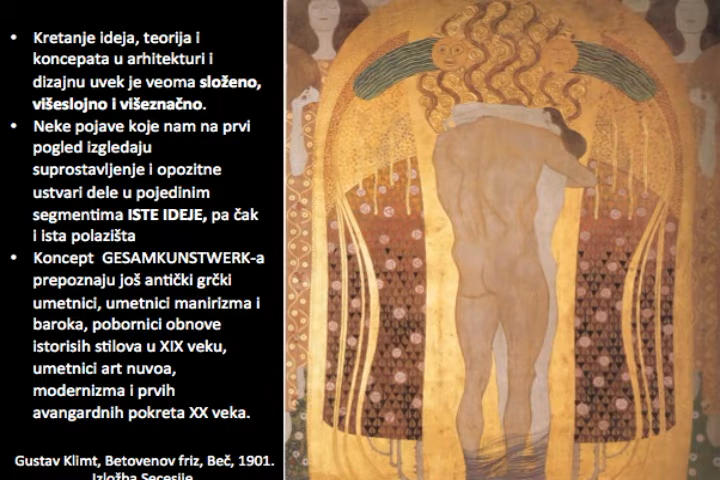 • Kretanje ideja, teorija i
koncepata u arhitekturi i
dizajnu uvek je veoma složeno,
višeslojno i višeznačno.
• Neke pojave koje nam na prvi
pogled izgledaju
suprostavljenje i opozitne
ustvari dele u pojedinim
segmentima ISTE IDEJE, pa čak
i ista polazišta
• Koncept GESAMKUNSTWERK-a
prepoznaju još antički grčki
umetnici, umetnici manirizma i
baroka, pobornici obnove
istorisih stilova u XIX veku,
umetnici art nuvoa,
modernizma i prvih
avangardnih pokreta XX veka.
Gustav Klimt, Betovenov friz, Beč, 1901.
Izložba Secesije